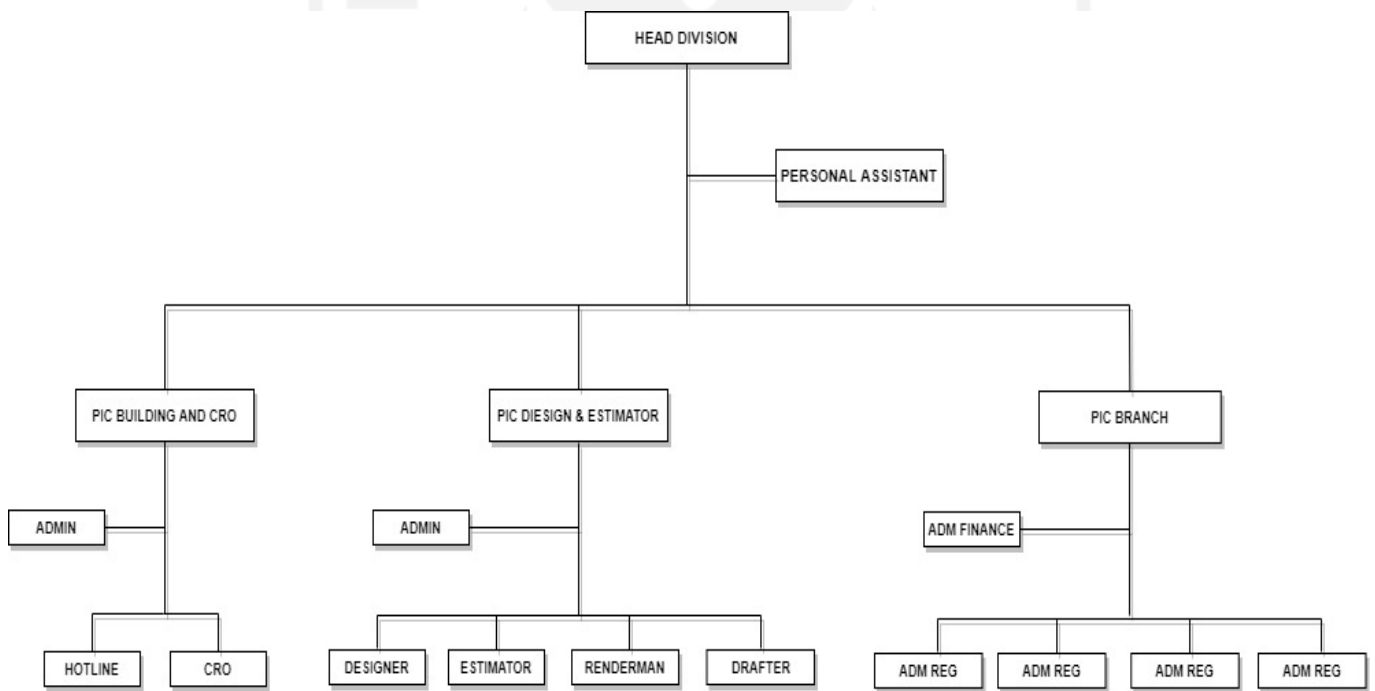 HEAD DIVISION
PERSONAL ASSISTANT
PIC BUILDING AND CRO
PIC DIESIGN & ESTIMATOR
PIC BRANCH
ADMIN
ADMIN
ADM FINANCE
HOTLINE
CRO
DESIGNER
ESTIMATOR
RENDERMAN
DRAFTER
ADM REG
ADM REG
ADM REG
ADM REG